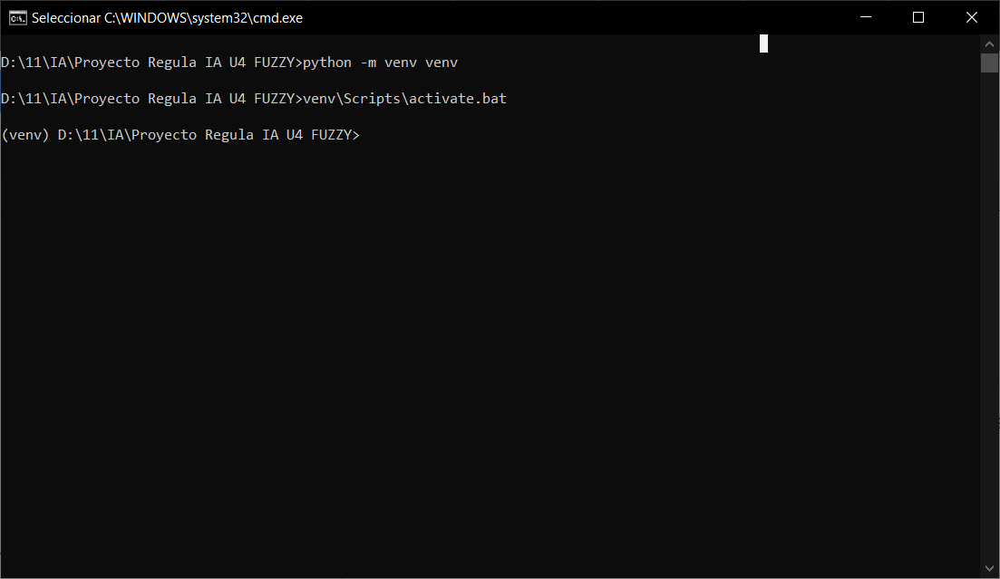 Seleccionar C:\WINDOWS\system32\cmd.exe
D:\11\IA\Proyecto Regula IA U4 FUZZY>python -m venv venv
D:\11\IA\Proyecto Regula IA U4 FUZZY>venv\Scripts\activate.bat
(venv) D:\11\IA\Proyecto Regula IA U4 FUZZY>